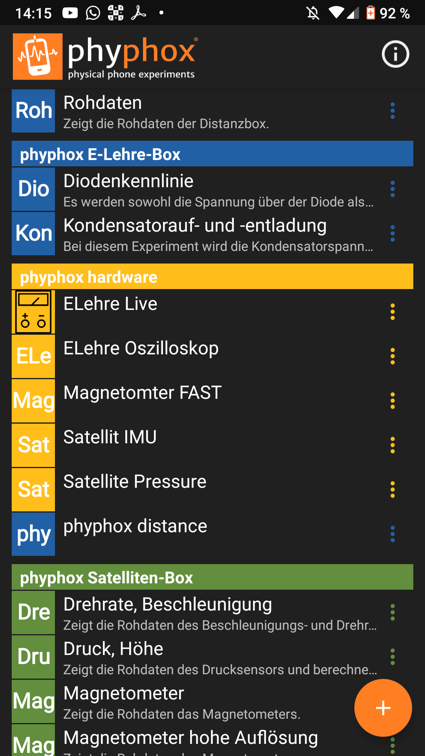 14:15
92 %
phyphox
physical phone experiments
Roh
Rohdaten
Zeigt die Rohdaten der Distanzbox.
phyphox E-Lehre-Box
Dio
Diodenkennlinie
Es werden sowohl die Spannung über der Diode als…
Kon
Kondensatorauf- und -entladung
Bei diesem Experiment wird die Kondensatorspann…
phyphox hardware
ELehre Live
ELe
ELehre Oszilloskop
Mag
Magnetomter FAST
Sat
Satellit IMU
Sat
Satellite Pressure
phy
phyphox distance
phyphox Satelliten-Box
Dre
Drehrate, Beschleunigung
Zeigt die Rohdaten des Beschleunigungs- und Drehr…
Dru
Druck, Höhe
Zeigt die Rohdaten des Drucksensors und berechne…
Mag
Magnetometer
Zeigt die Rohdaten das Magnetometers.
Mag
Magnetometer hohe Auflösung